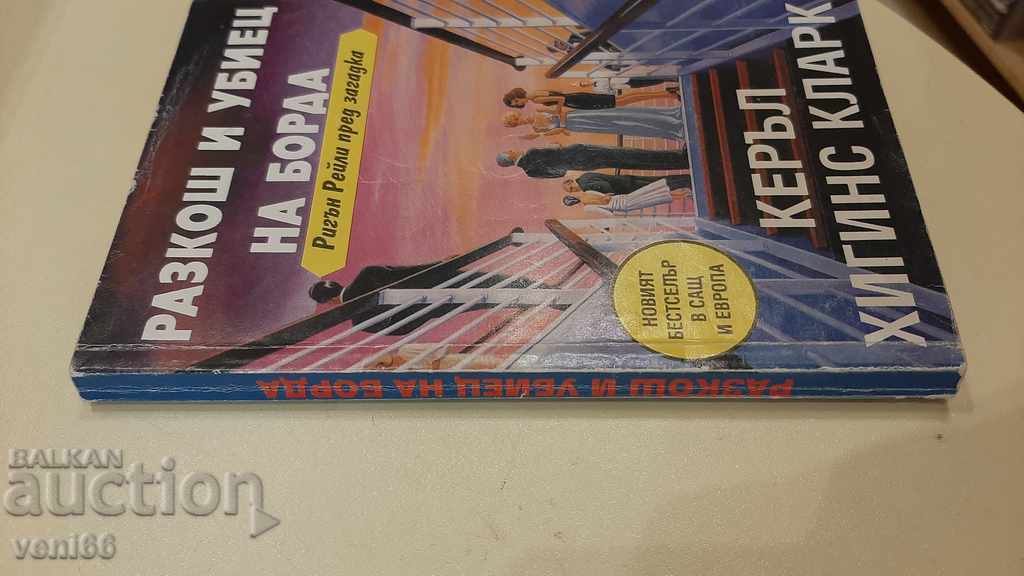 РАЗКОШ И УБИЕЦ
НА БОРДА
Ригън Рейли пред загадка
НОВИЯТ
БЕСТСЕЛЪР
В САЩ
И ЕВРОПА
КЕРЪЛ
ХИГИНС КЛАРК
РАЗКОШ И УБИЕЦ НА БОРДА
BALKAN
auction
veni66